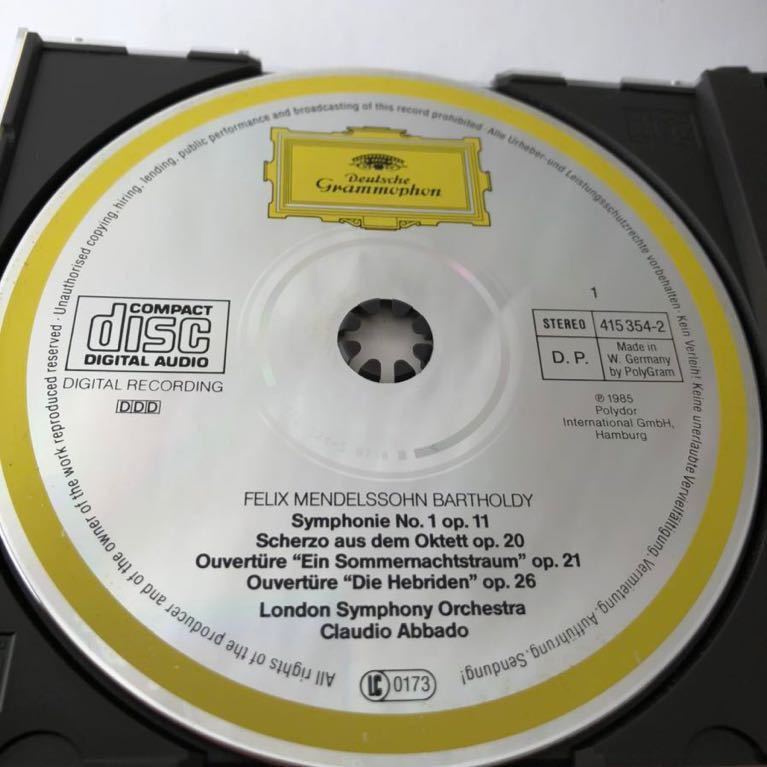 Unauthorised copying, hiring, lending, public performance and broadcasting of this record prohibited · Alle Urheber- und Leistungsschutzrechte vorbehalten · Kein Verleih! Keine unerlaubte Vervielfältigung, Vermietung, Aufführung, Sendung!
Deutsche
Grammophon
COMPACT
disc
DIGITAL AUDIO
DIGITAL RECORDING
DDD
1
STEREO 415 354-2
D. P. Made in
W. Germany
by PolyGram
℗ 1985
Polydor
International GmbH,
Hamburg
FELIX MENDELSSOHN BARTHOLDY
Symphonie No. 1 op. 11
Scherzo aus dem Oktett op. 20
Ouvertüre "Ein Sommernachtstraum" op. 21
Ouvertüre "Die Hebriden" op. 26
London Symphony Orchestra
Claudio Abbado
LC 0173
All rights of the producer and of the owner of the work reproduced reserved ·